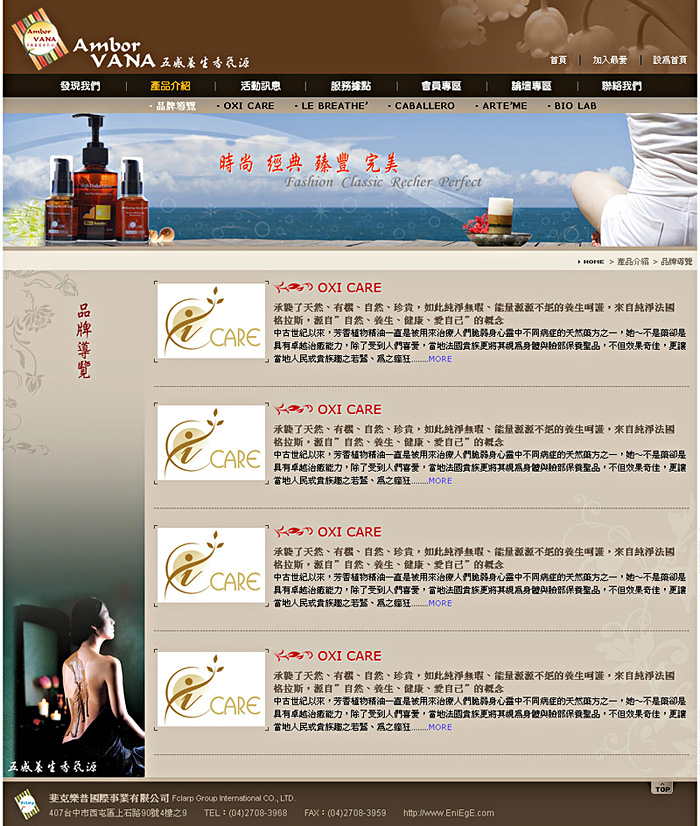 Ambor
VANA
Ambor
VANA 五感養生香氛源
首頁 | 加入最愛 | 設為首頁
發現我們 | 產品介紹 | 活動訊息 | 服務據點 | 會員專區 | 論壇專區 | 聯絡我們
· 品牌導覽 · OXI CARE · LE BREATHE' · CABALLERO · ARTE'ME · BIO LAB
時尚 經典 臻豐 完美
Fashion Classic Recher Perfect
HOME > 產品介紹 > 品牌導覽
品牌導覽
i CARE
OXI CARE
承襲了天然、有機、自然、珍貴，如此純淨無瑕、能量源源不絕的養生呵護，來自純淨法國
格拉斯，源自”自然、養生、健康、愛自己”的概念
中古世紀以來，芳香植物精油一直是被用來治療人們脆弱身心靈中不同病症的天然藥方之一，她～不是藥卻是
具有卓越治癒能力，除了受到人們喜愛，當地法國貴族更將其視為身體與臉部保養聖品，不但效果奇佳，更讓
當地人民或貴族趨之若鶩、為之瘋狂........MORE
i CARE
OXI CARE
承襲了天然、有機、自然、珍貴，如此純淨無瑕、能量源源不絕的養生呵護，來自純淨法國
格拉斯，源自”自然、養生、健康、愛自己”的概念
中古世紀以來，芳香植物精油一直是被用來治療人們脆弱身心靈中不同病症的天然藥方之一，她～不是藥卻是
具有卓越治癒能力，除了受到人們喜愛，當地法國貴族更將其視為身體與臉部保養聖品，不但效果奇佳，更讓
當地人民或貴族趨之若鶩、為之瘋狂........MORE
i CARE
OXI CARE
承襲了天然、有機、自然、珍貴，如此純淨無瑕、能量源源不絕的養生呵護，來自純淨法國
格拉斯，源自”自然、養生、健康、愛自己”的概念
中古世紀以來，芳香植物精油一直是被用來治療人們脆弱身心靈中不同病症的天然藥方之一，她～不是藥卻是
具有卓越治癒能力，除了受到人們喜愛，當地法國貴族更將其視為身體與臉部保養聖品，不但效果奇佳，更讓
當地人民或貴族趨之若鶩、為之瘋狂........MORE
i CARE
OXI CARE
承襲了天然、有機、自然、珍貴，如此純淨無瑕、能量源源不絕的養生呵護，來自純淨法國
格拉斯，源自”自然、養生、健康、愛自己”的概念
中古世紀以來，芳香植物精油一直是被用來治療人們脆弱身心靈中不同病症的天然藥方之一，她～不是藥卻是
具有卓越治癒能力，除了受到人們喜愛，當地法國貴族更將其視為身體與臉部保養聖品，不但效果奇佳，更讓
當地人民或貴族趨之若鶩、為之瘋狂........MORE
五感養生香氛源
TOP
Fclarp
斐克樂普國際事業有限公司 Fclarp Group International CO., LTD.
407台中市西屯區上石路90號4樓之9 TEL：(04)2708-3968 FAX：(04)2708-3959 http://www.EniEgE.com